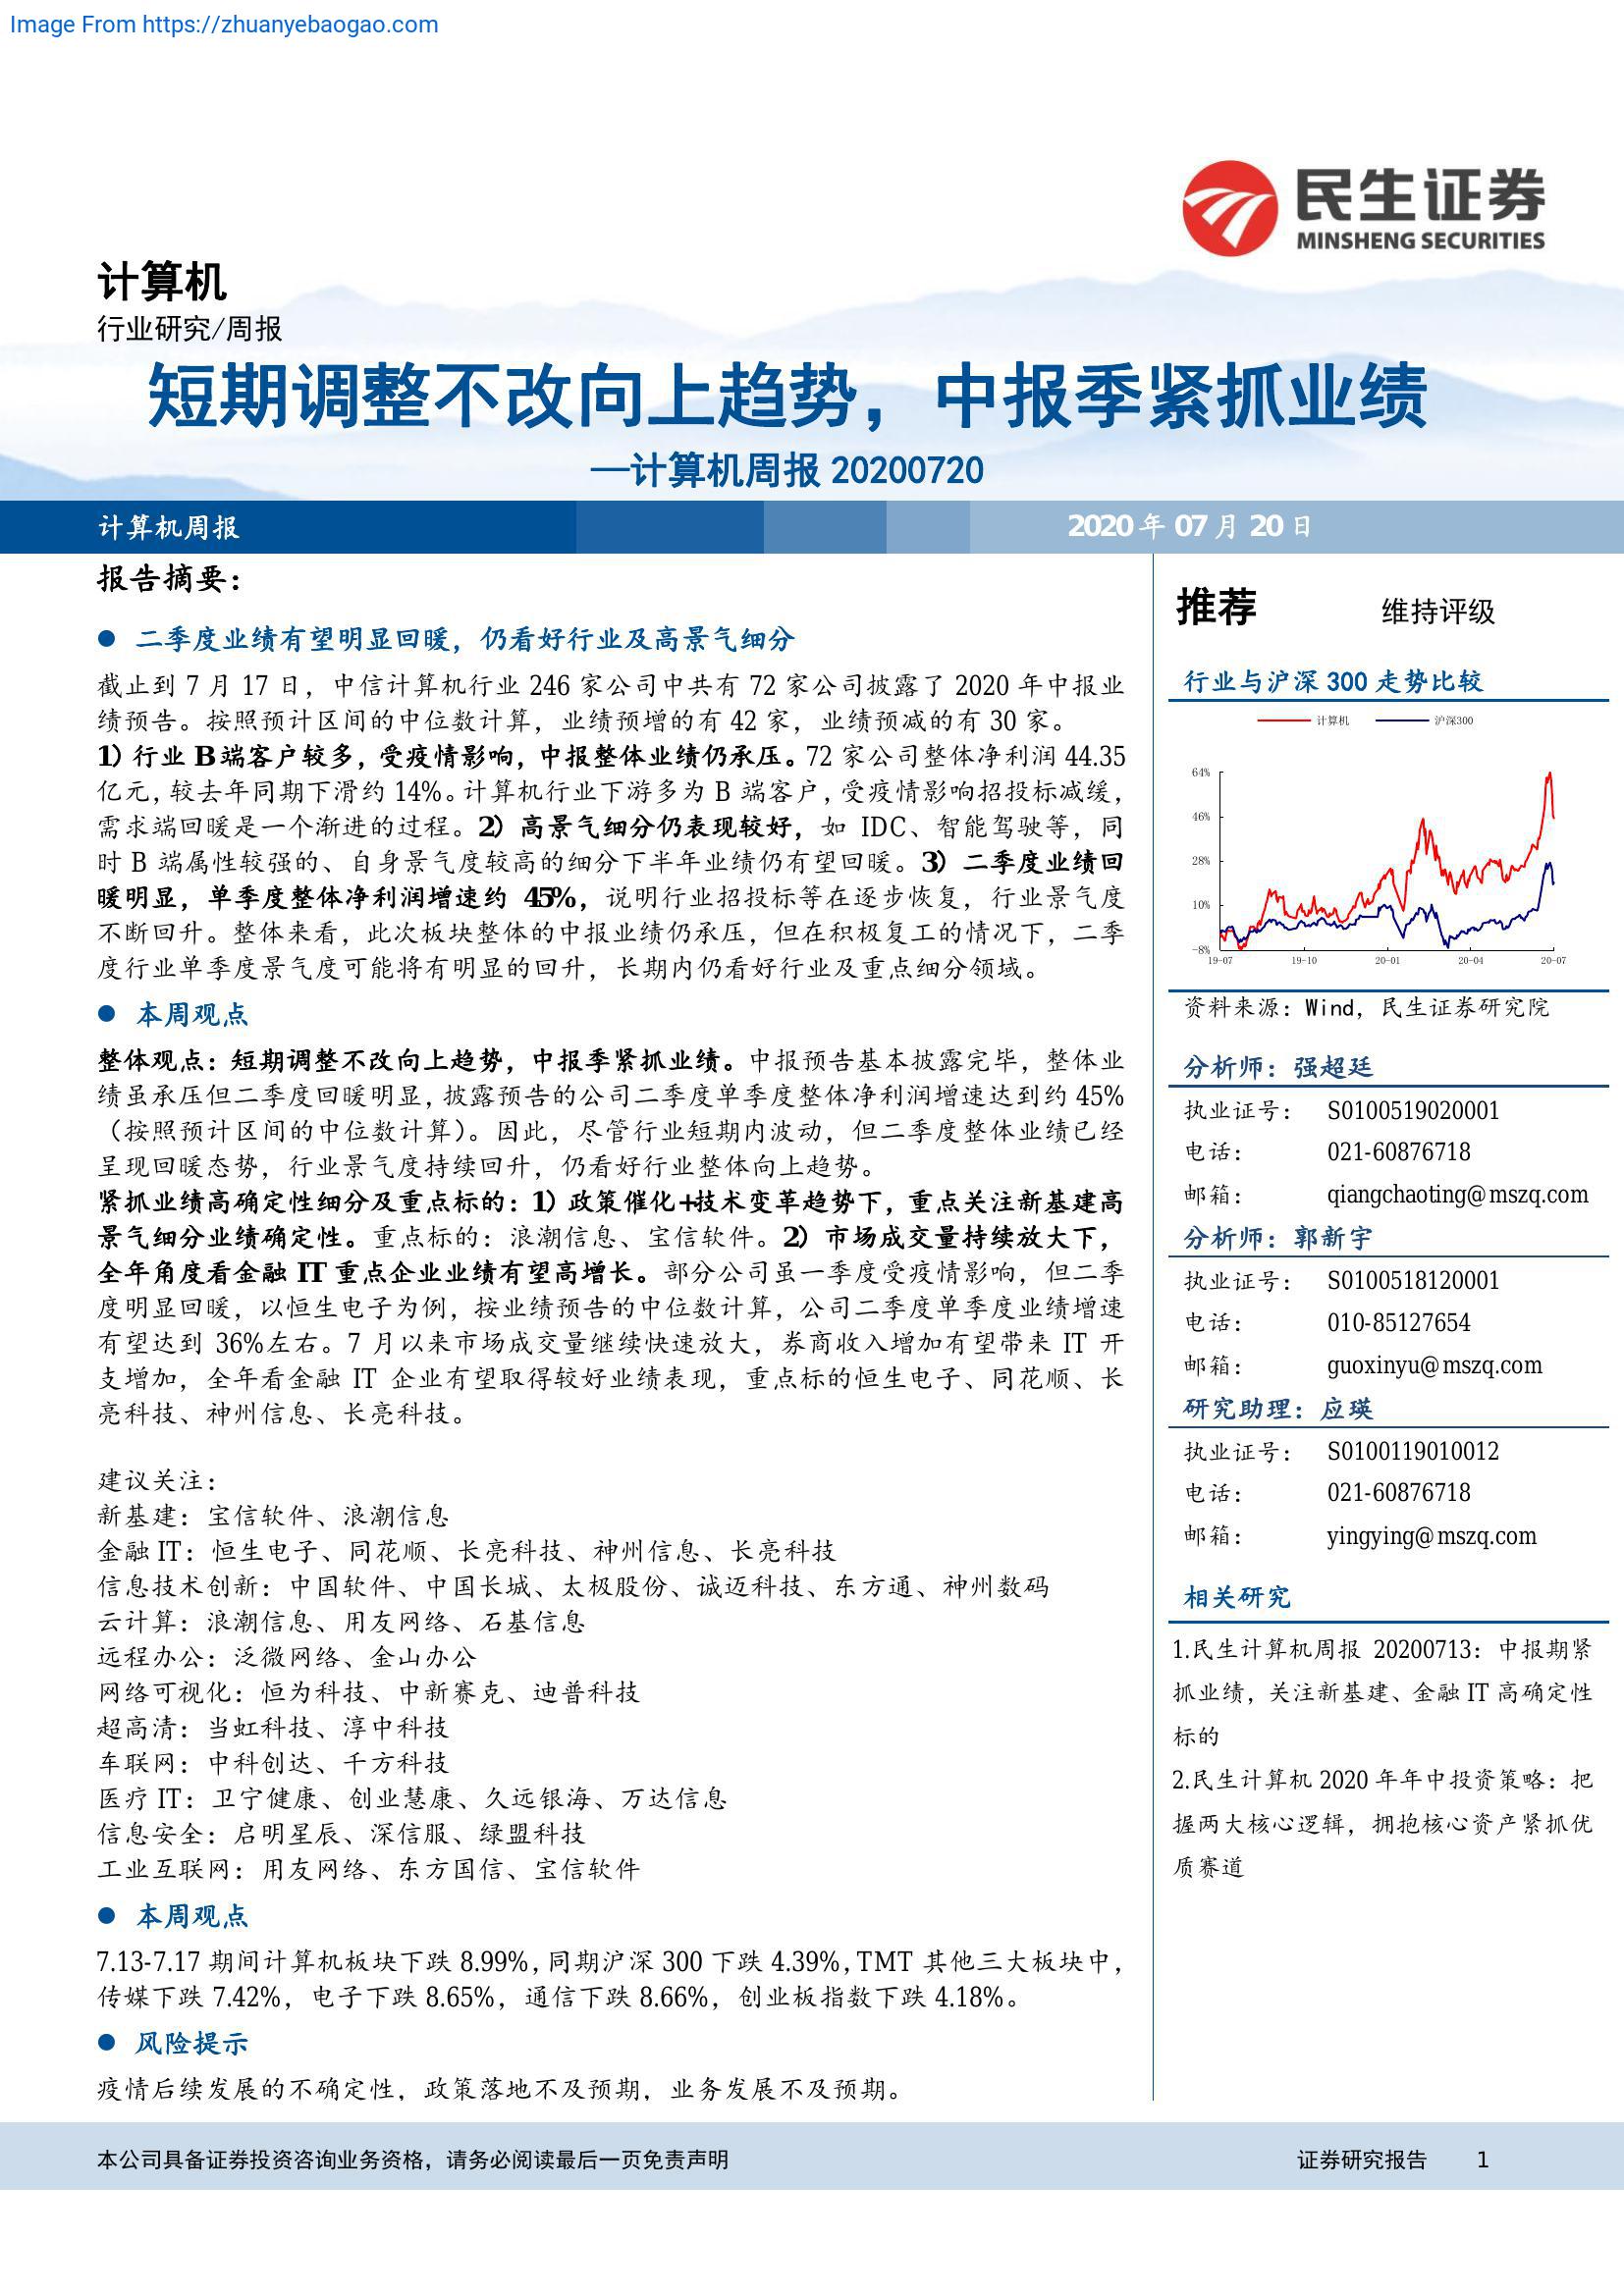 Image From https://zhuanyebaogao.com
民生证券
MINSHENG SECURITIES
计算机
行业研究/周报
短期调整不改向上趋势，中报季紧抓业绩
—计算机周报 20200720
计算机周报
2020 年 07 月 20 日
报告摘要：
● 二季度业绩有望明显回暖，仍看好行业及高景气细分
截止到 7 月 17 日，中信计算机行业 246 家公司中共有 72 家公司披露了 2020 年中报业
绩预告。按照预计区间的中位数计算，业绩预增的有 42 家，业绩预减的有 30 家。
1）行业 B 端客户较多，受疫情影响，中报整体业绩仍承压。72 家公司整体净利润 44.35
亿元，较去年同期下滑约 14%。计算机行业下游多为 B 端客户，受疫情影响招投标减缓，
需求端回暖是一个渐进的过程。2）高景气细分仍表现较好，如 IDC、智能驾驶等，同
时 B 端属性较强的、自身景气度较高的细分下半年业绩仍有望回暖。3）二季度业绩回
暖明显，单季度整体净利润增速约 45%，说明行业招投标等在逐步恢复，行业景气度
不断回升。整体来看，此次板块整体的中报业绩仍承压，但在积极复工的情况下，二季
度行业单季度景气度可能将有明显的回升，长期内仍看好行业及重点细分领域。
● 本周观点
整体观点：短期调整不改向上趋势，中报季紧抓业绩。中报预告基本披露完毕，整体业
绩虽承压但二季度回暖明显，披露预告的公司二季度单季度整体净利润增速达到约 45%
（按照预计区间的中位数计算）。因此，尽管行业短期内波动，但二季度整体业绩已经
呈现回暖态势，行业景气度持续回升，仍看好行业整体向上趋势。
紧抓业绩高确定性细分及重点标的：1）政策催化+技术变革趋势下，重点关注新基建高
景气细分业绩确定性。重点标的：浪潮信息、宝信软件。2）市场成交量持续放大下，
全年角度看金融 IT 重点企业业绩有望高增长。部分公司虽一季度受疫情影响，但二季
度明显回暖，以恒生电子为例，按业绩预告的中位数计算，公司二季度单季度业绩增速
有望达到 36%左右。7 月以来市场成交量继续快速放大，券商收入增加有望带来 IT 开
支增加，全年看金融 IT 企业有望取得较好业绩表现，重点标的恒生电子、同花顺、长
亮科技、神州信息、长亮科技。
建议关注：
新基建：宝信软件、浪潮信息
金融 IT：恒生电子、同花顺、长亮科技、神州信息、长亮科技
信息技术创新：中国软件、中国长城、太极股份、诚迈科技、东方通、神州数码
云计算：浪潮信息、用友网络、石基信息
远程办公：泛微网络、金山办公
网络可视化：恒为科技、中新赛克、迪普科技
超高清：当虹科技、淳中科技
车联网：中科创达、千方科技
医疗 IT：卫宁健康、创业慧康、久远银海、万达信息
信息安全：启明星辰、深信服、绿盟科技
工业互联网：用友网络、东方国信、宝信软件
● 本周观点
7.13-7.17 期间计算机板块下跌 8.99%，同期沪深 300 下跌 4.39%，TMT 其他三大板块中，
传媒下跌 7.42%，电子下跌 8.65%，通信下跌 8.66%，创业板指数下跌 4.18%。
● 风险提示
疫情后续发展的不确定性，政策落地不及预期，业务发展不及预期。
推荐 维持评级
行业与沪深 300 走势比较
计算机 沪深300
64%
46%
28%
10%
-8%
19-07 19-10 20-01 20-04 20-07
资料来源：Wind，民生证券研究院
分析师：强超廷
执业证号： S0100519020001
电话： 021-60876718
邮箱： qiangchaoting@mszq.com
分析师：郭新宇
执业证号： S0100518120001
电话： 010-85127654
邮箱： guoxinyu@mszq.com
研究助理：应瑛
执业证号： S0100119010012
电话： 021-60876718
邮箱： yingying@mszq.com
相关研究
1.民生计算机周报 20200713：中报期紧
抓业绩，关注新基建、金融 IT 高确定性
标的
2.民生计算机 2020 年年中投资策略：把
握两大核心逻辑，拥抱核心资产紧抓优
质赛道
本公司具备证券投资咨询业务资格，请务必阅读最后一页免责声明
证券研究报告 1